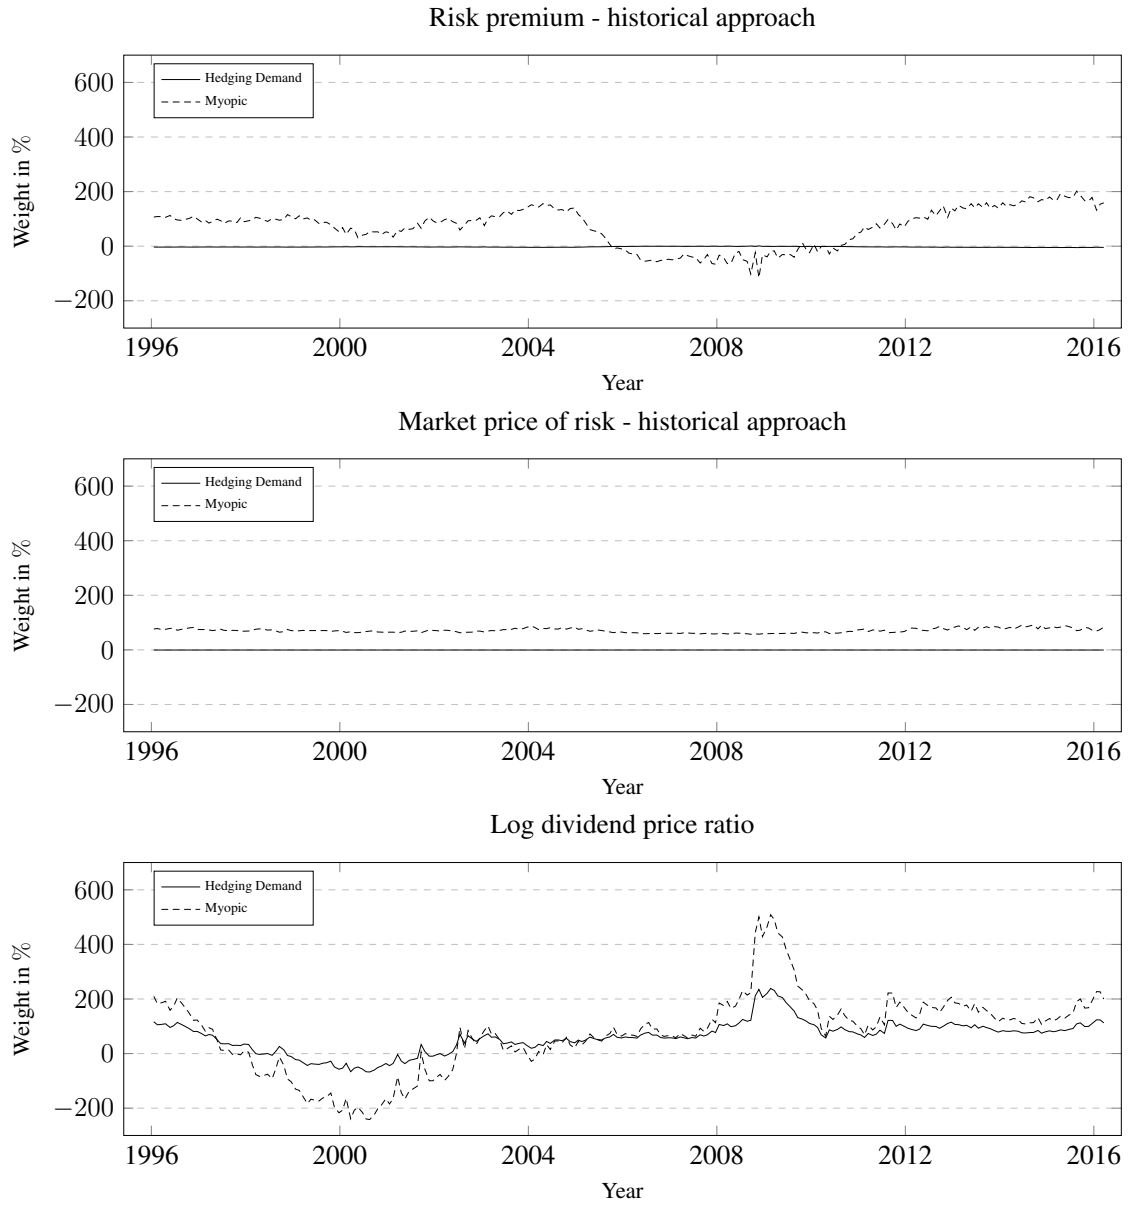 Risk premium - historical approach
600
400
200
0
−200
Weight in %
Hedging Demand
Myopic
1996 2000 2004 2008 2012 2016
Year
Market price of risk - historical approach
600
400
200
0
−200
Weight in %
Hedging Demand
Myopic
1996 2000 2004 2008 2012 2016
Year
Log dividend price ratio
600
400
200
0
−200
Weight in %
Hedging Demand
Myopic
1996 2000 2004 2008 2012 2016
Year